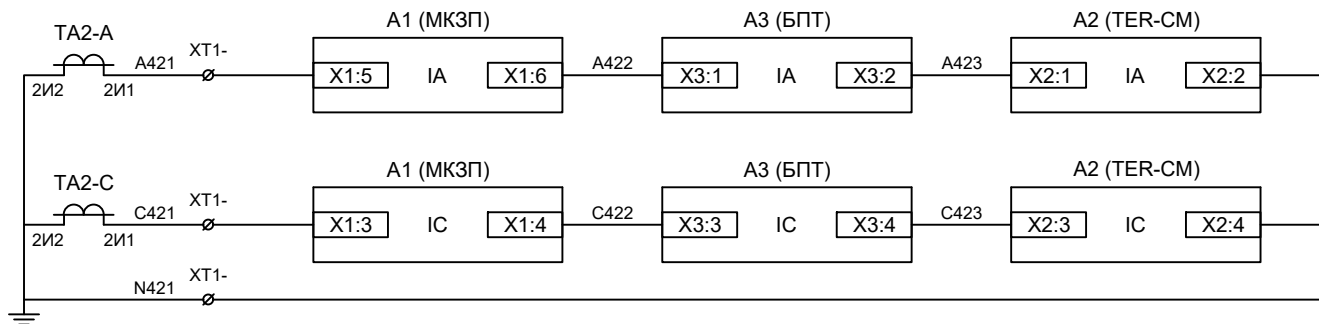 TA2-A A421 XT1- A1 (МКЗП) A3 (БПТ) A2 (TER-CM)
2И2 2И1 X1:5 IA X1:6 A422 X3:1 IA X3:2 A423 X2:1 IA X2:2
TA2-C C421 XT1- A1 (МКЗП) A3 (БПТ) A2 (TER-CM)
2И2 2И1 X1:3 IC X1:4 C422 X3:3 IC X3:4 C423 X2:3 IC X2:4
N421 XT1-